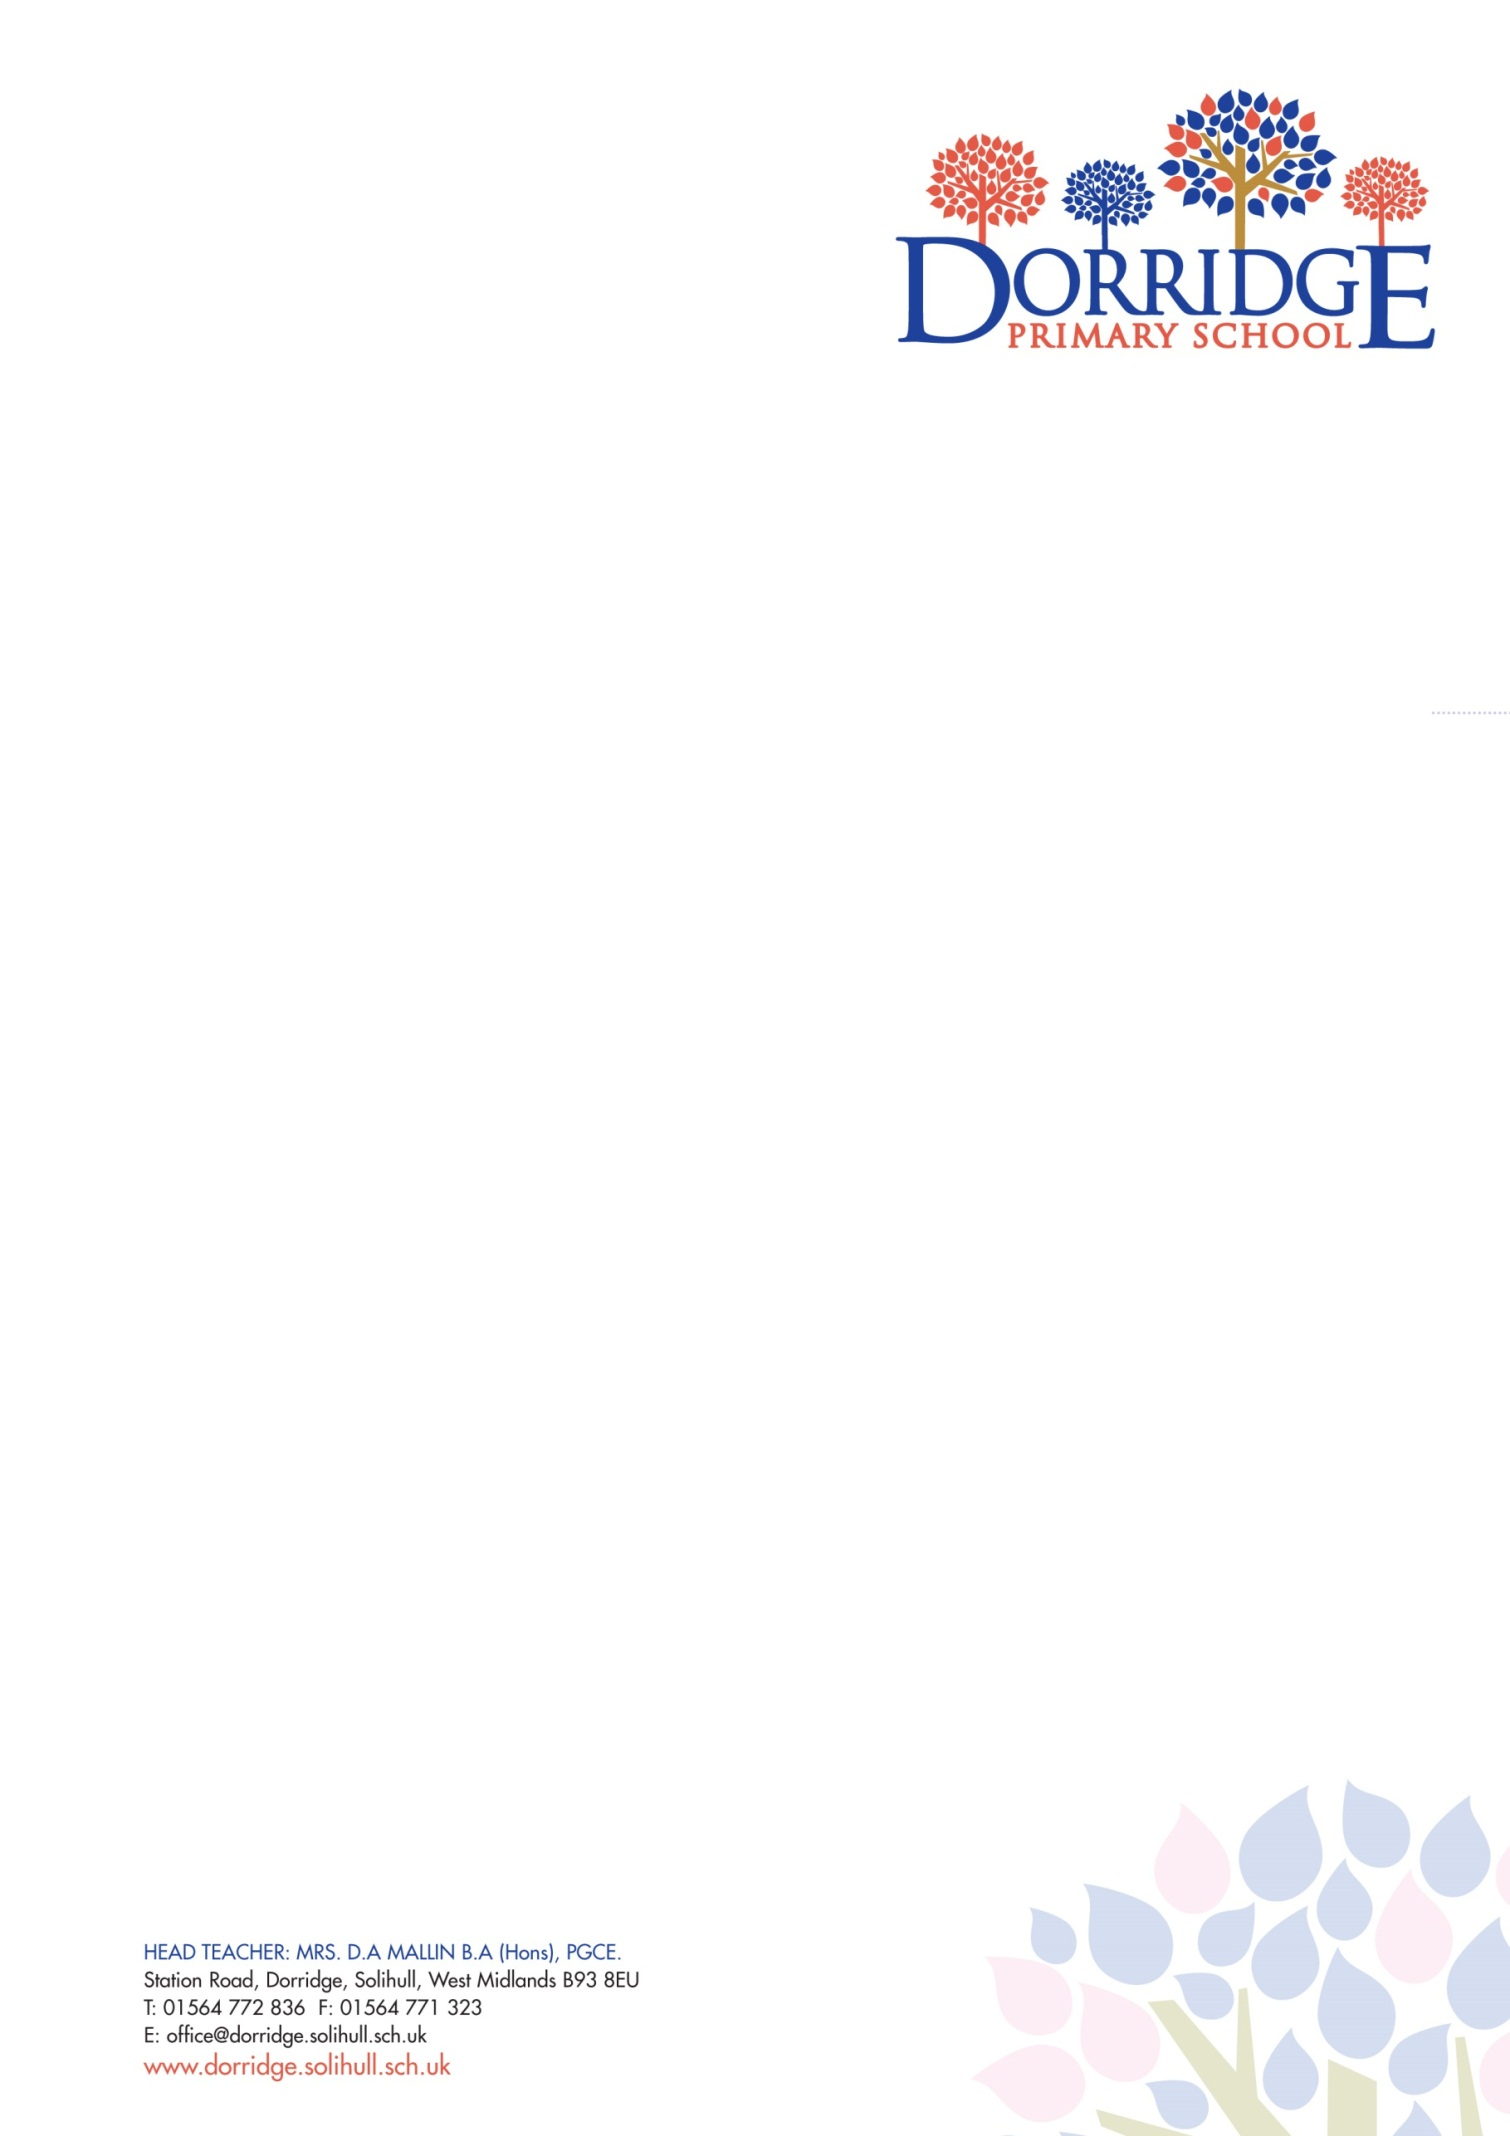 DORRIDGE
PRIMARY SCHOOL
HEAD TEACHER: MRS. D.A MALLIN B.A (Hons), PGCE.
Station Road, Dorridge, Solihull, West Midlands B93 8EU
T: 01564 772 836 F: 01564 771 323
E: office@dorridge.solihull.sch.uk
www.dorridge.solihull.sch.uk